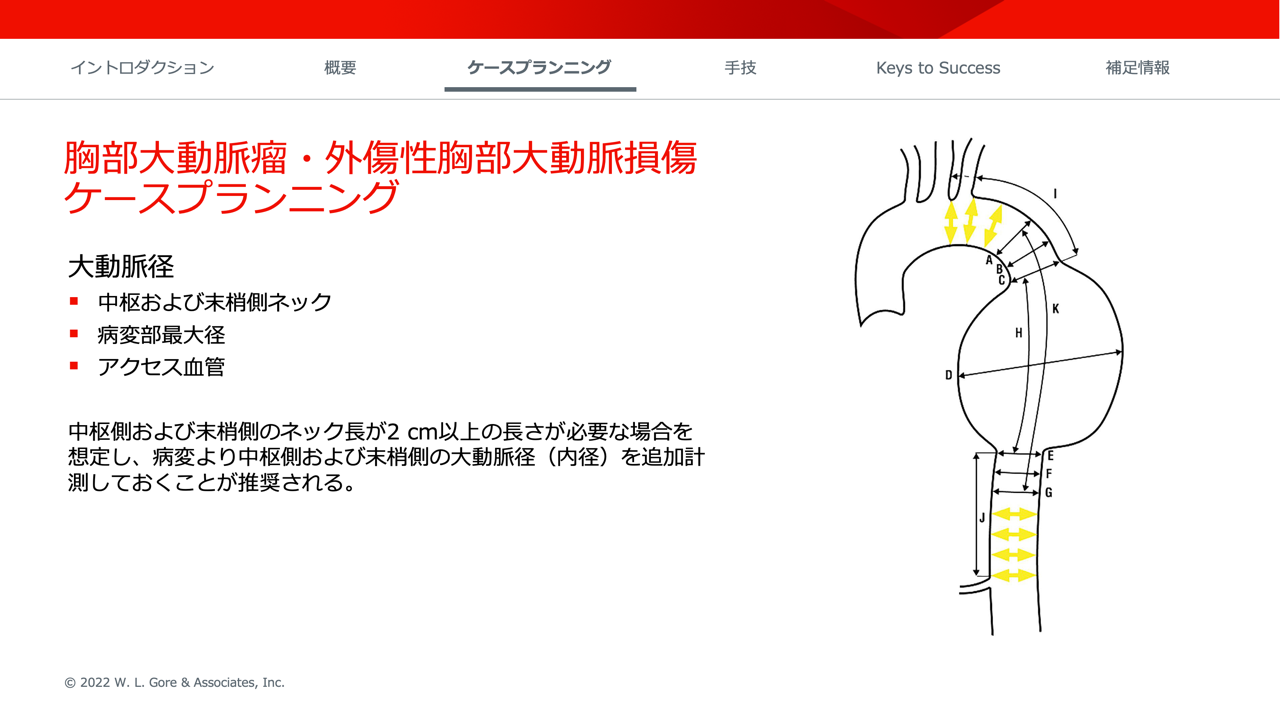 イントロダクション
概要
ケースプランニング
手技
Keys to Success
補足情報
胸部大動脈瘤・外傷性胸部大動脈損傷
ケースプランニング
大動脈径
中枢および末梢側ネック
病変部最大径
アクセス血管
中枢側および末梢側のネック長が2 cm以上の長さが必要な場合を
想定し、病変より中枢側および末梢側の大動脈径（内径）を追加計
測しておくことが推奨される。
I
A
B
C
K
H
D
E
F
G
J
© 2022 W. L. Gore & Associates, Inc.